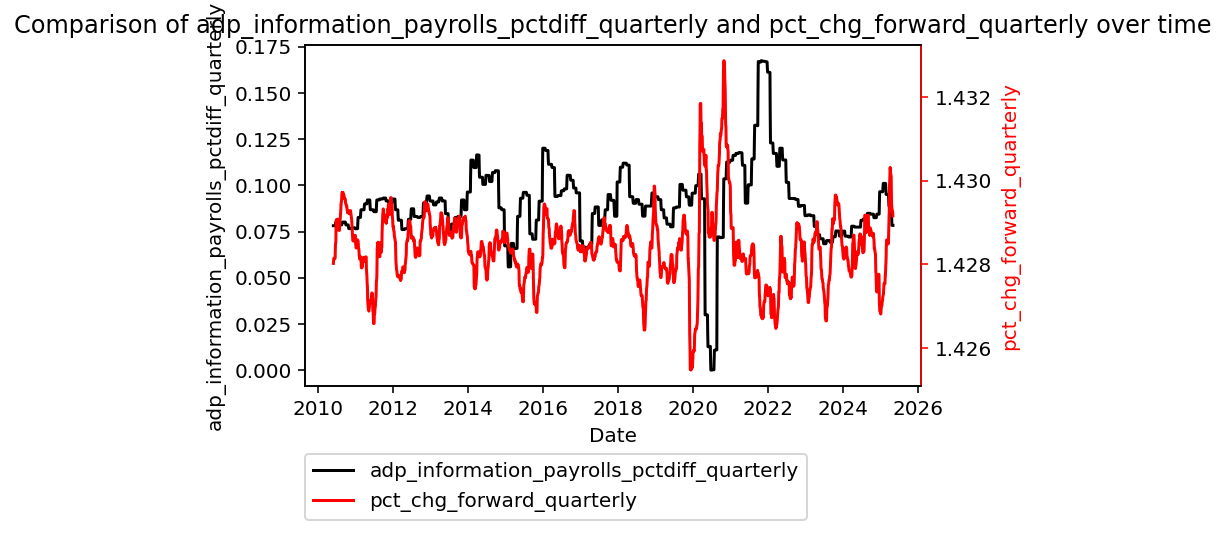 Comparison of adp_information_payrolls_pctdiff_quarterly and pct_chg_forward_quarterly over time
adp_information_payrolls_pctdiff_quarterly
0.175
0.150
0.125
0.100
0.075
0.050
0.025
0.000
1.432
1.430
1.428
1.426
pct_chg_forward_quarterly
2010 2012 2014 2016 2018 2020 2022 2024 2026
Date
adp_information_payrolls_pctdiff_quarterly
pct_chg_forward_quarterly